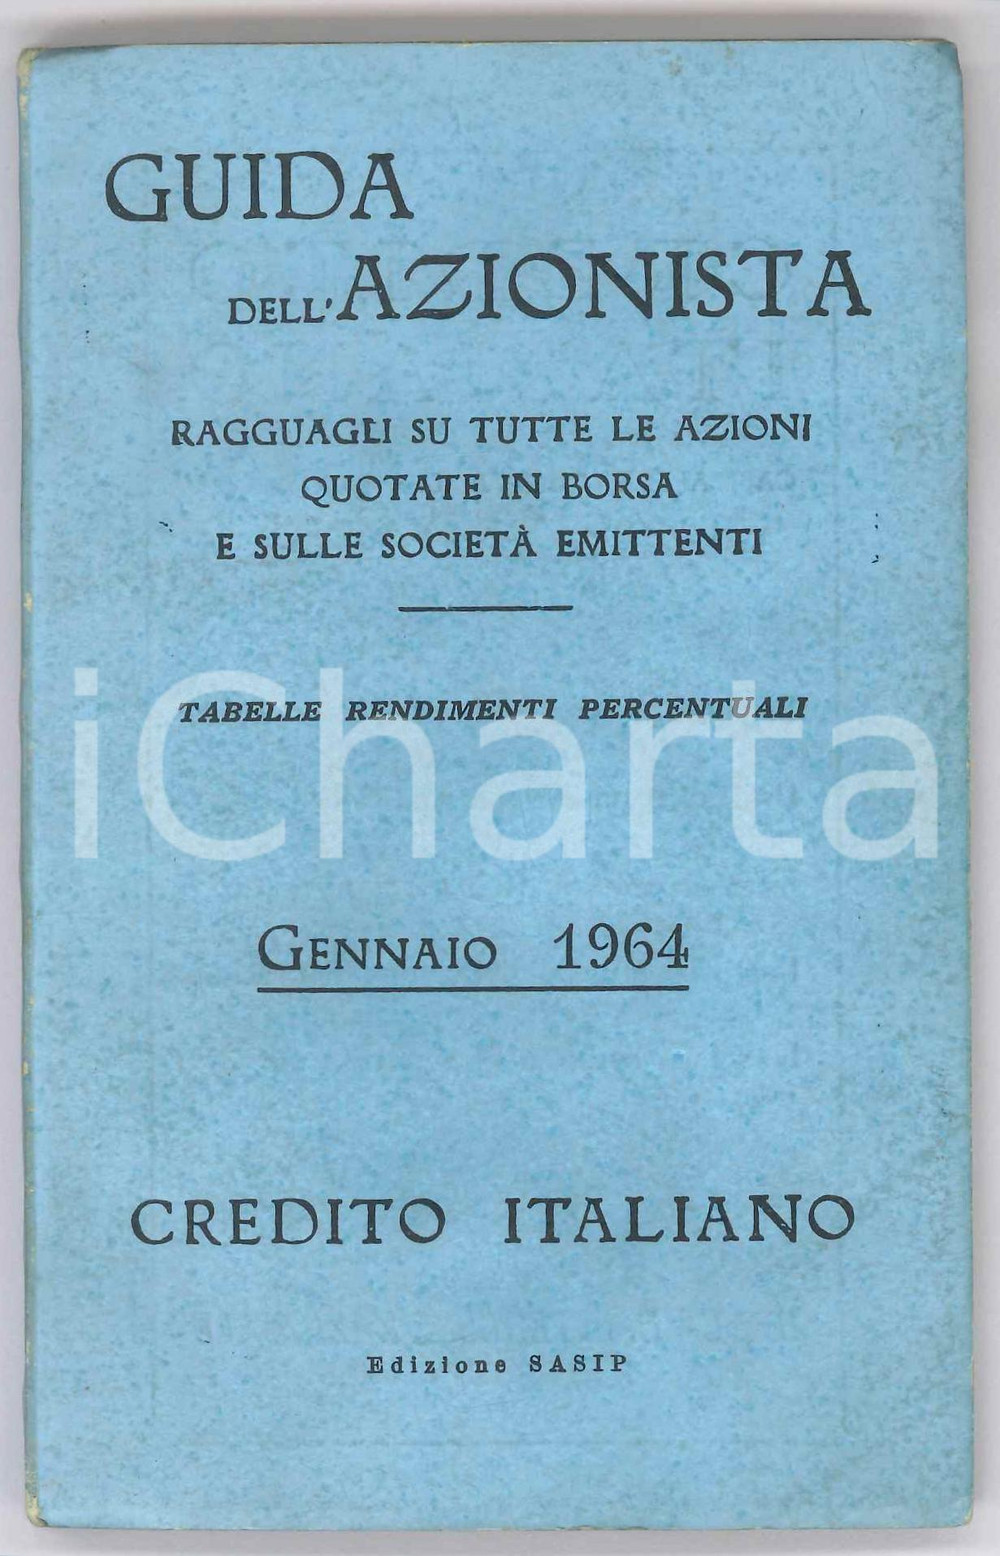 GUIDA
DELL'AZIONISTA
RAGGUAGLI SU TUTTE LE AZIONI
QUOTATE IN BORSA
E SULLE SOCIETÀ EMITTENTI
TABELLE RENDIMENTI PERCENTUALI
iCharta
GENNAIO 1964
CREDITO ITALIANO
Edizione SASIP